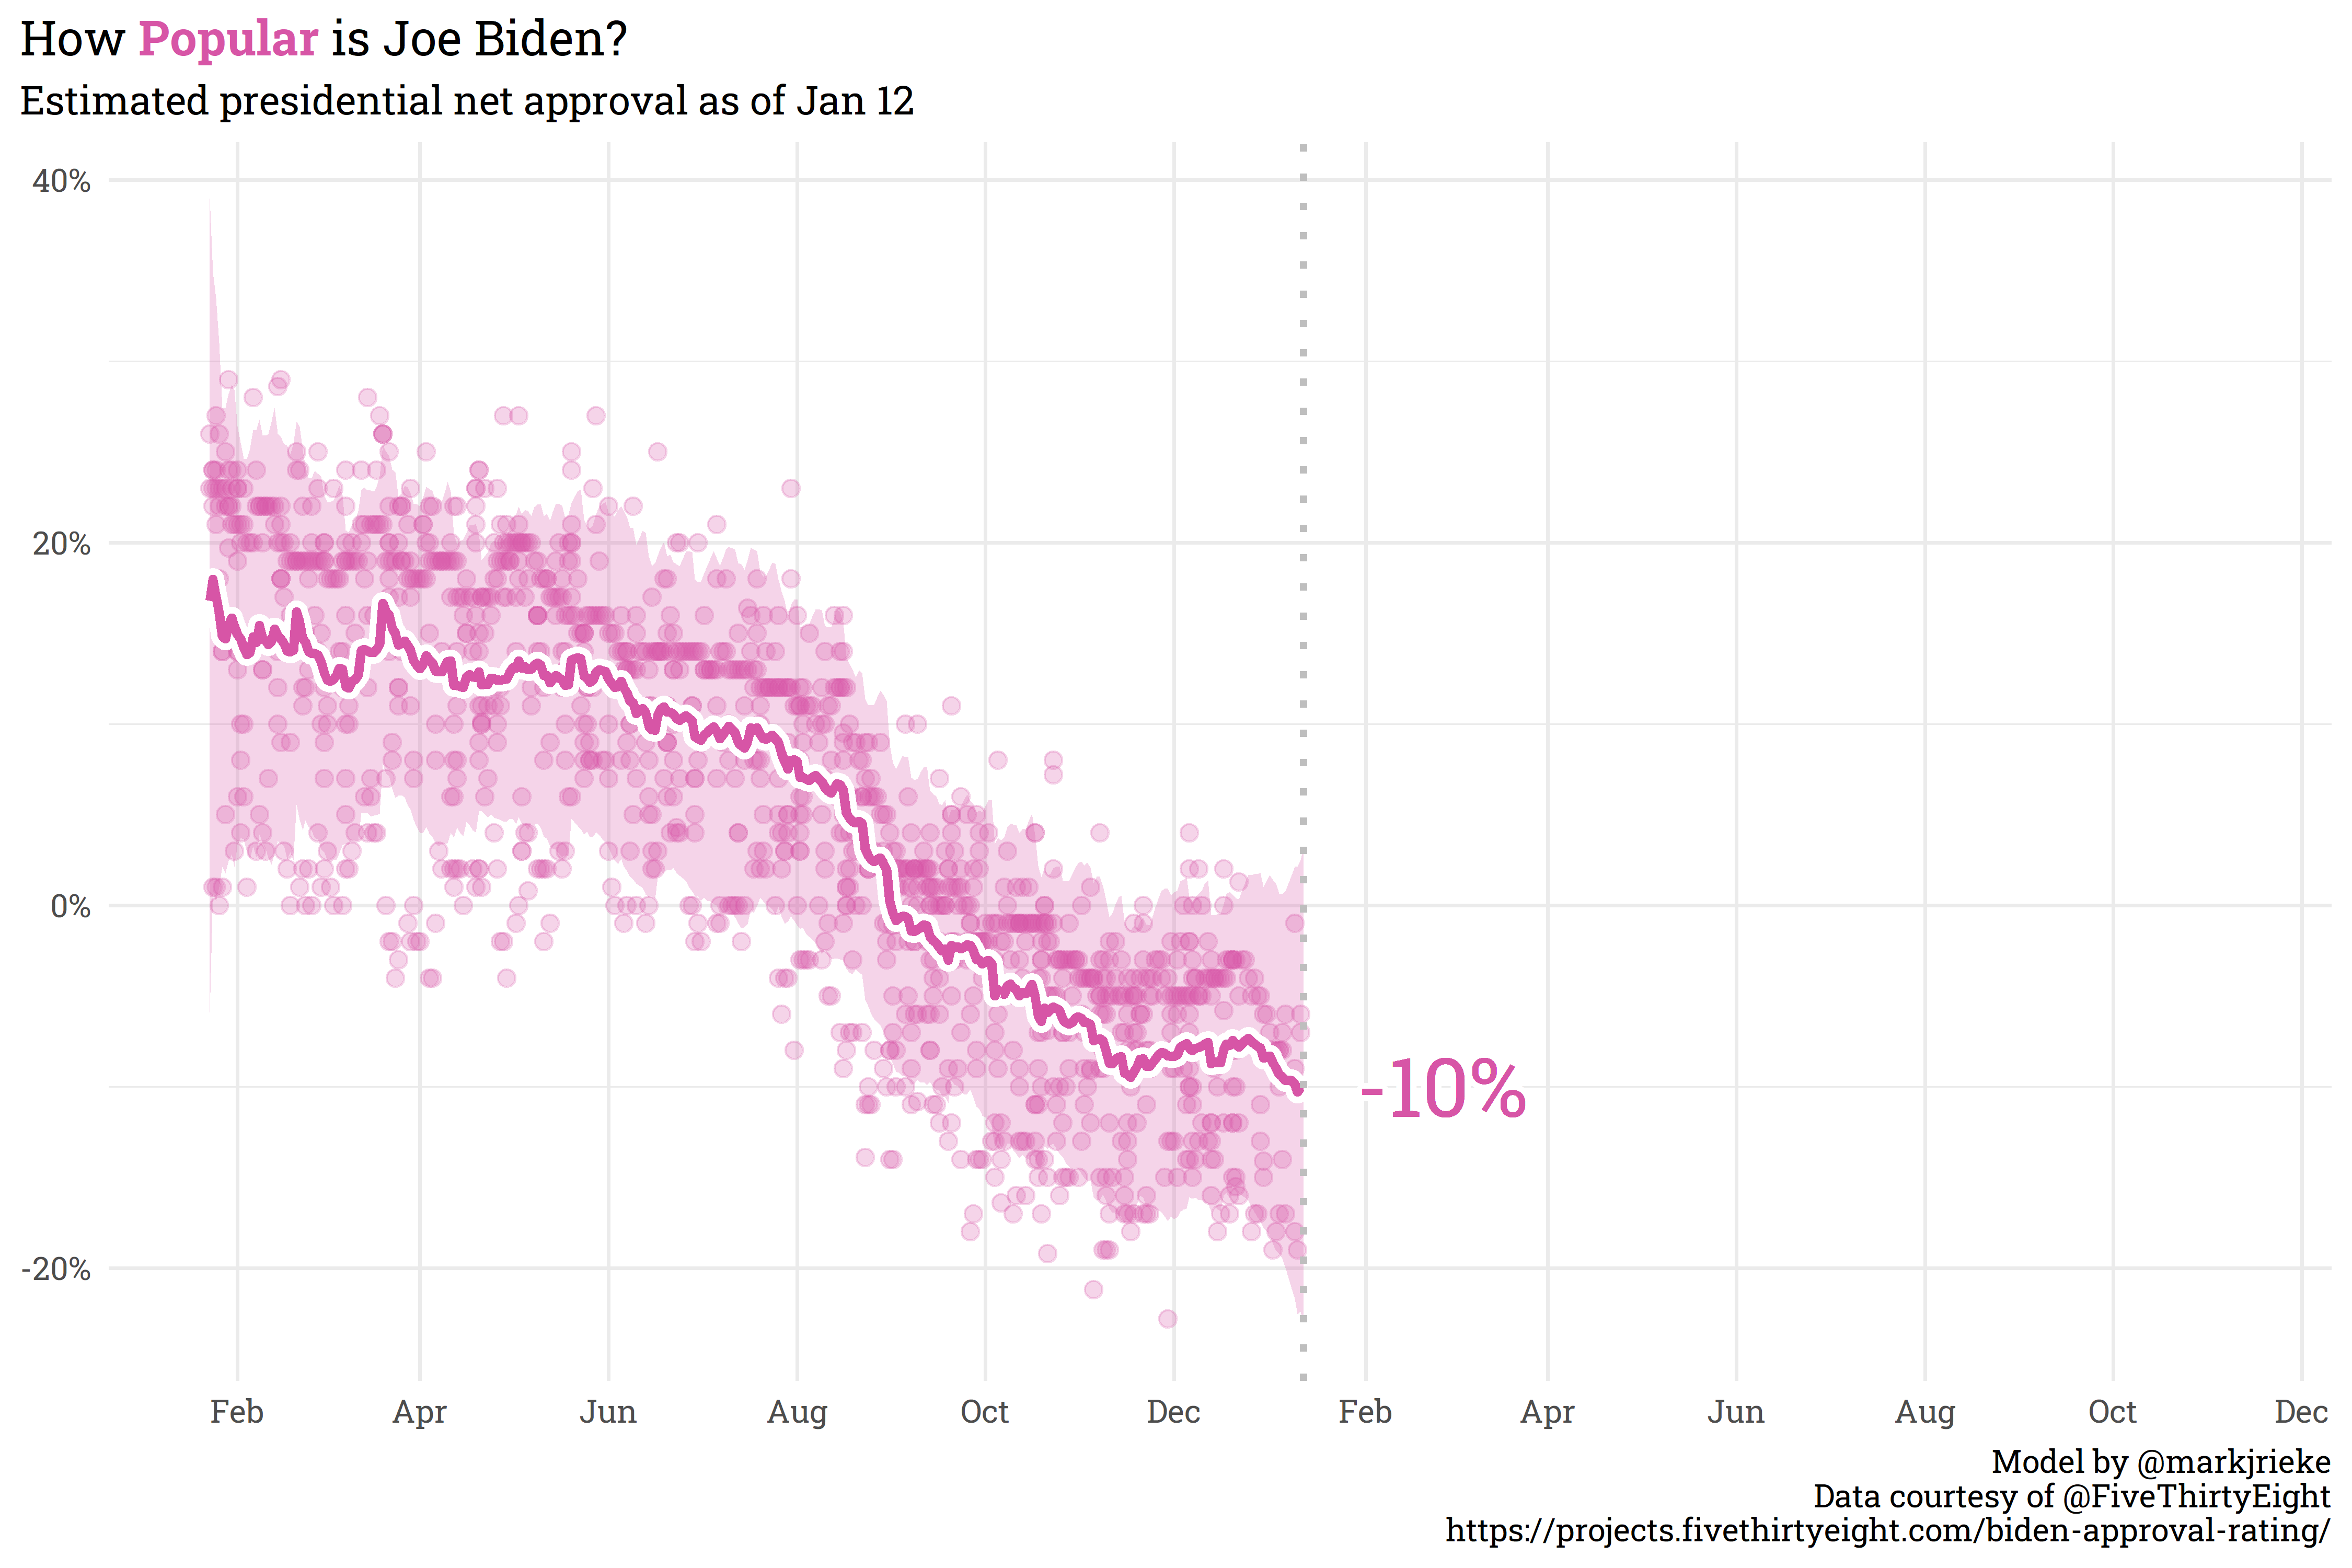 How Popular is Joe Biden?
Estimated presidential net approval as of Jan 12
40%
20%
0%
-20%
-10%
Feb Apr Jun Aug Oct Dec Feb Apr Jun Aug Oct Dec
Model by @markjrieke
Data courtesy of @FiveThirtyEight
https://projects.fivethirtyeight.com/biden-approval-rating/